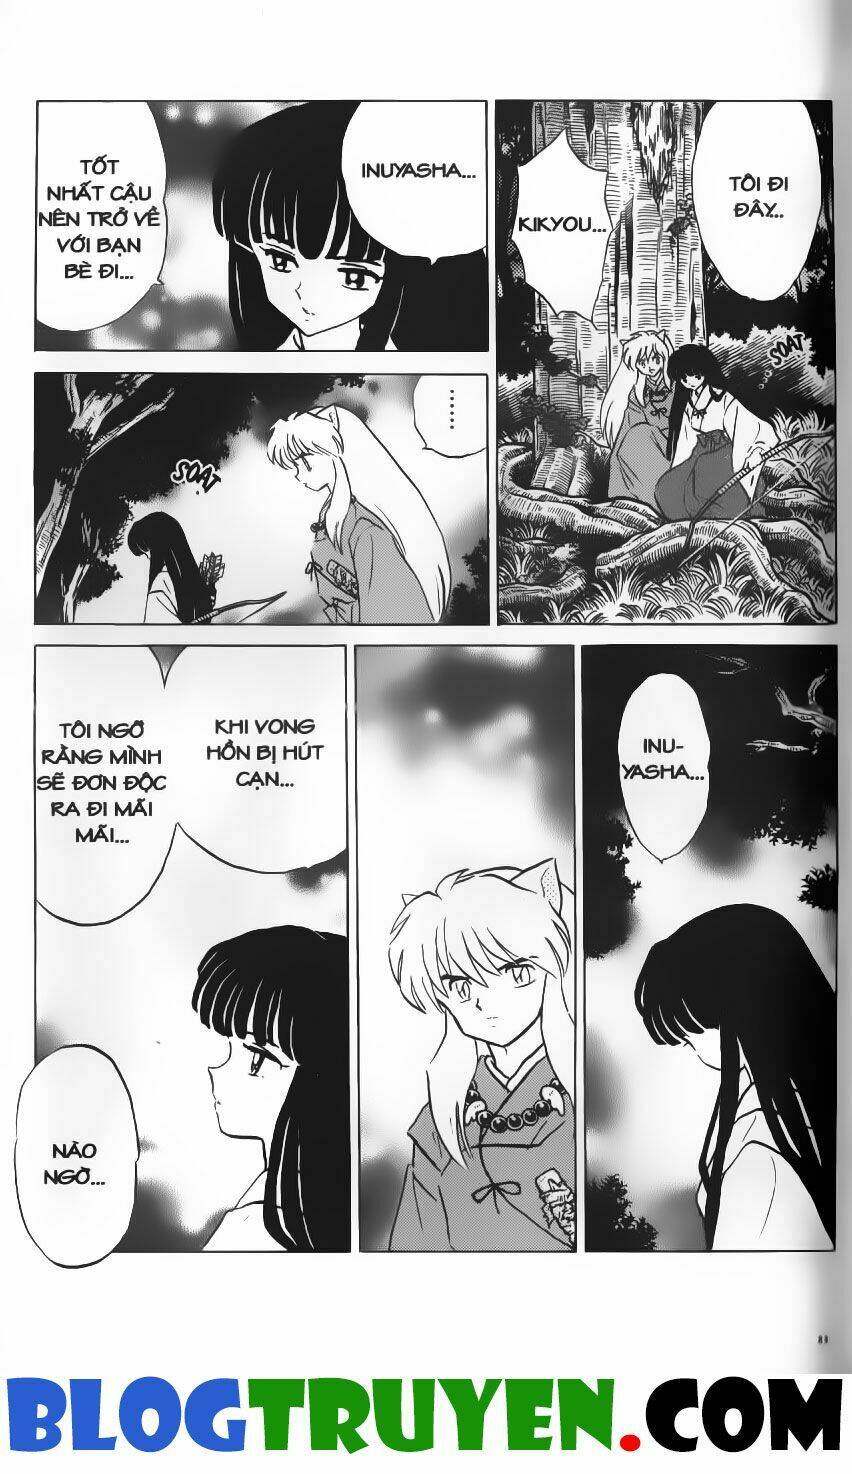 TÔI ĐI
ĐÂY..
KIKYOU...
SOẠT
INUYASHA...
TỐT
NHẤT CẬU
NÊN TRỞ VỀ
VỚI BẠN
BÈ ĐI...
.......
SOẠT
INU-
YASHA...
KHI VONG
HỒN BỊ HÚT
CẠN...
TÔI NGỠ
RẰNG MÌNH
SẼ ĐƠN ĐỘC
RA ĐI MÃI
MÃI...
NÀO
NGỜ...
BLOGTRUYEN.COM